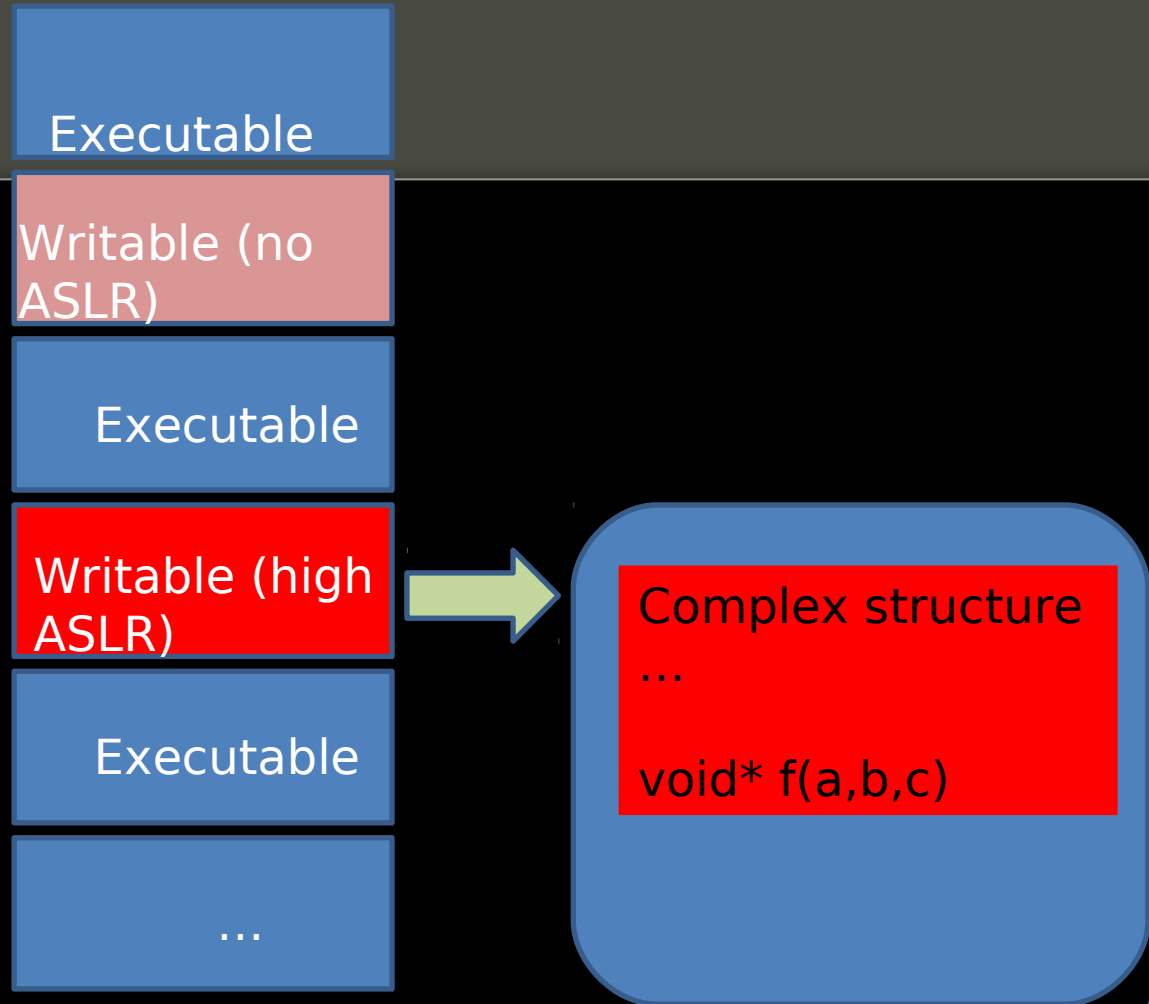 Executable
Writable (no
ASLR)
Executable
Writable (high
ASLR)
Complex structure
…
void* f(a,b,c)
Executable
…